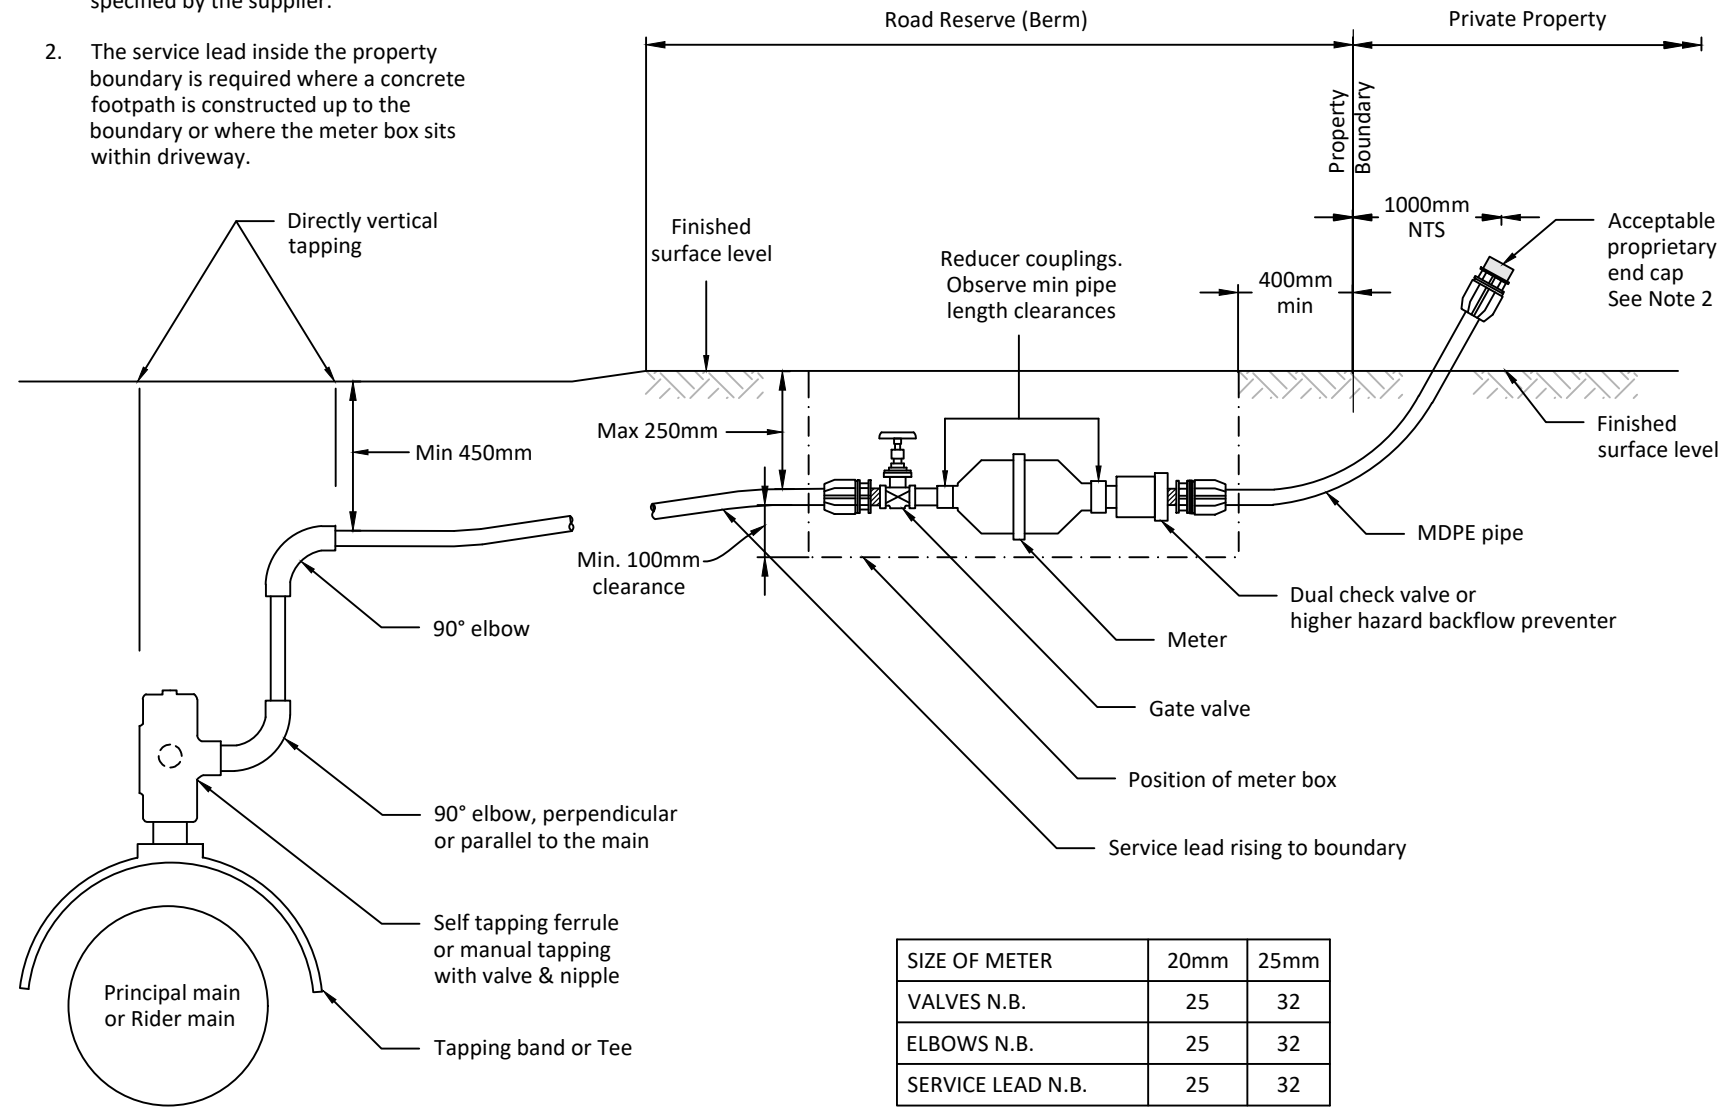 specified by the supplier.
2. The service lead inside the property
boundary is required where a concrete
footpath is constructed up to the
boundary or where the meter box sits
within driveway.
Road Reserve (Berm)
Private Property
Property
Boundary
Directly vertical
tapping
Finished
surface level
Reducer couplings.
Observe min pipe
length clearances
400mm
min
1000mm
NTS
Acceptable
proprietary
end cap
See Note 2
Max 250mm
Min 450mm
Finished
surface level
MDPE pipe
Min. 100mm
clearance
Dual check valve or
higher hazard backflow preventer
90° elbow
Meter
Gate valve
Position of meter box
90° elbow, perpendicular
or parallel to the main
Service lead rising to boundary
Self tapping ferrule
or manual tapping
with valve & nipple
Principal main
or Rider main
Tapping band or Tee
SIZE OF METER 20mm 25mm
VALVES N.B. 25 32
ELBOWS N.B. 25 32
SERVICE LEAD N.B. 25 32